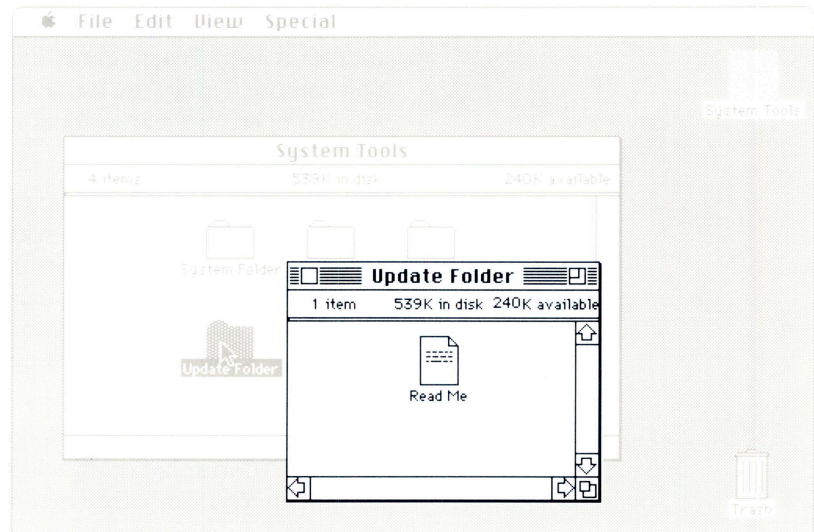 File Edit View Special
System Tools
System Tools
4 items 539K in disk 240K available
System Folder
Update Folder
1 item 539K in disk 240K available
Update Folder
Read Me
Trash